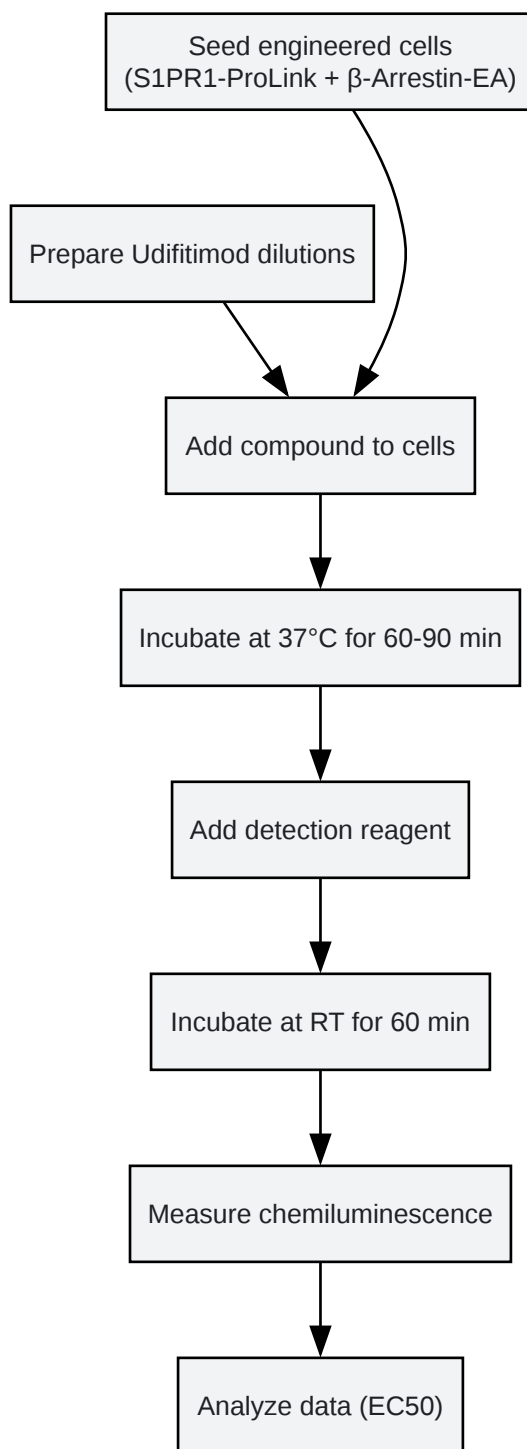 Seed engineered cells
(S1PR1-ProLink + β-Arrestin-EA)
Prepare Udifitimod dilutions
Add compound to cells
Incubate at 37°C for 60-90 min
Add detection reagent
Incubate at RT for 60 min
Measure chemiluminescence
Analyze data (EC50)